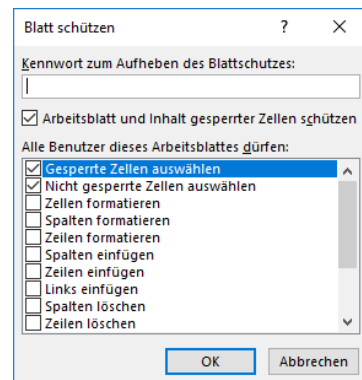 Blatt schützen ? ×
Kennwort zum Aufheben des Blattschutzes:
Arbeitsblatt und Inhalt gesperrter Zellen schützen
Alle Benutzer dieses Arbeitsblattes dürfen:
Gesperrte Zellen auswählen
Nicht gesperrte Zellen auswählen
Zellen formatieren
Spalten formatieren
Zeilen formatieren
Spalten einfügen
Zeilen einfügen
Links einfügen
Spalten löschen
Zeilen löschen
OK Abbrechen